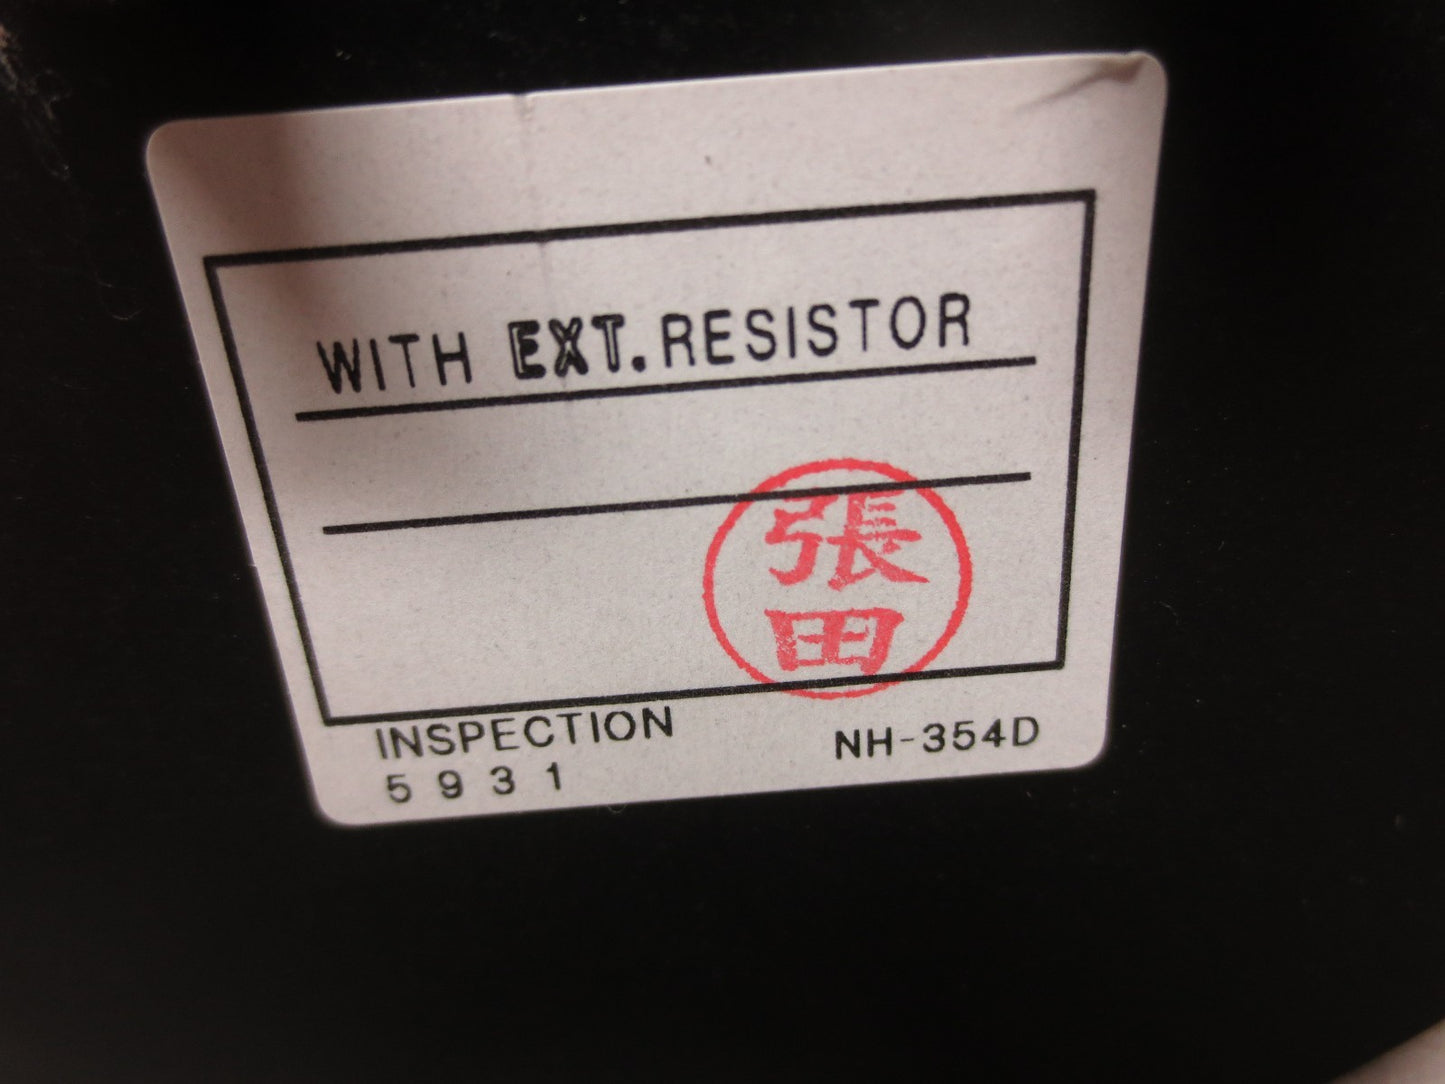 WITH EXT. RESISTOR
張
田
INSPECTION
5931
NH-354D